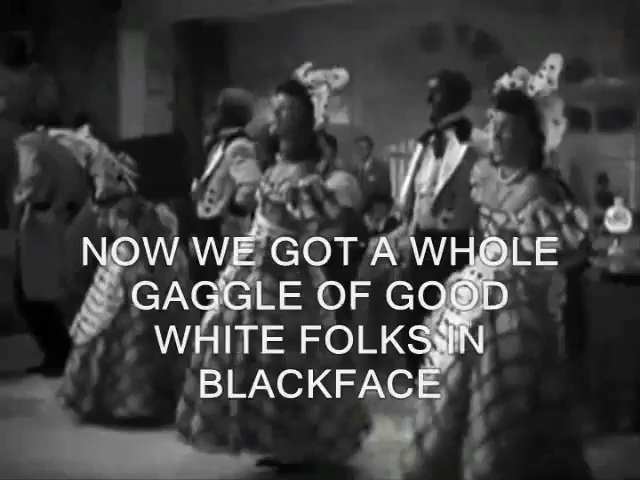 NOW WE GOT A WHOLE
GAGGLE OF GOOD
WHITE FOLKS IN
BLACKFACE